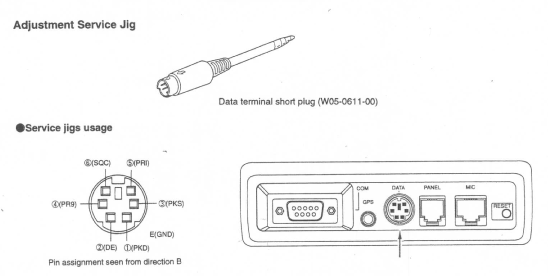 Adjustment Service Jig
Data terminal short plug (W05-0611-00)
●Service jigs usage
⑥(SQC) ⑤(PRI)
④(PR9) ③(PKS)
E(GND)
②(DE) ①(PKD)
Pin assignment seen from direction B
COM
GPS
DATA
PANEL
MIC
RESET